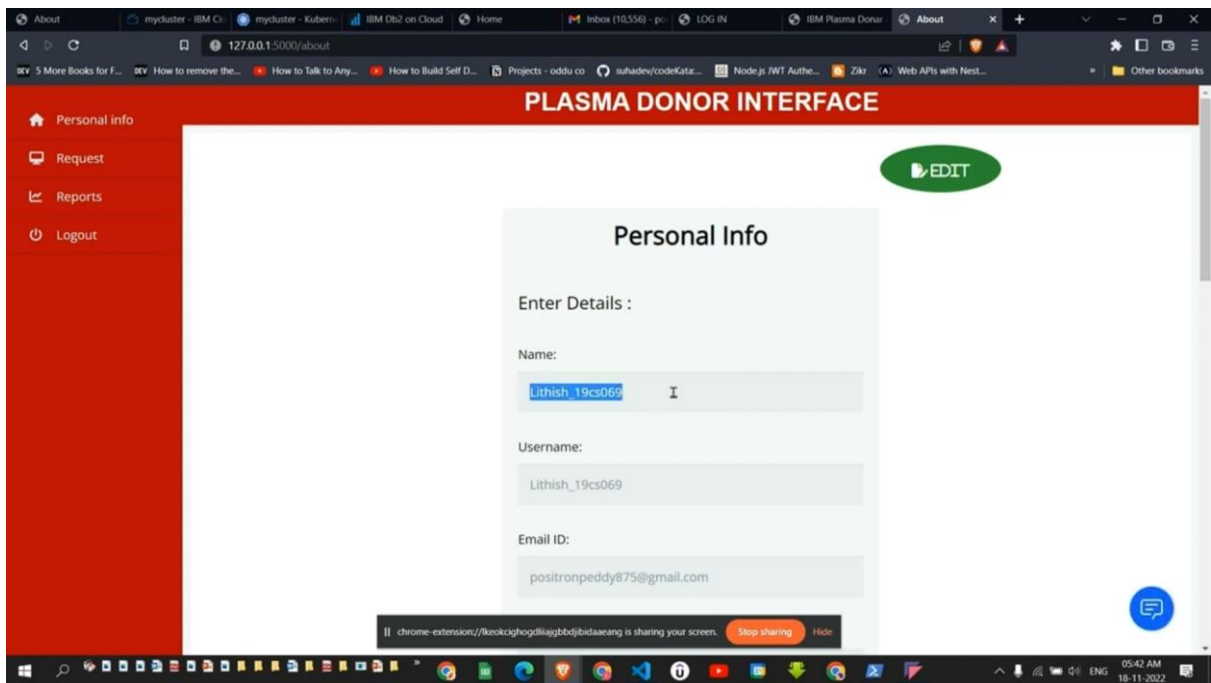 About
mycluster - IBM Clo
mycluster - Kuberne
IBM Db2 on Cloud
Home
Inbox (10,556) - po
LOG IN
IBM Plasma Donar
About
127.0.0.1:5000/about
DEV 5 More Books for F...
DEV How to remove the...
How to Talk to Any...
How to Build Self D...
Projects - oddu co
suhadev/codeKata:...
Node.js JWT Authe...
Zikr
(A) Web APIs with Nest...
»
Other bookmarks
PLASMA DONOR INTERFACE
Personal info
Request
Reports
Logout
EDIT
Personal Info
Enter Details :
Name:
Lithish_19cs069
Username:
Lithish_19cs069
Email ID:
positronpeddy875@gmail.com
|| chrome-extension://lkeokcighogdliiajgbbdjibidaaeang is sharing your screen. Stop sharing Hide
ENG
05:42 AM
18-11-2022